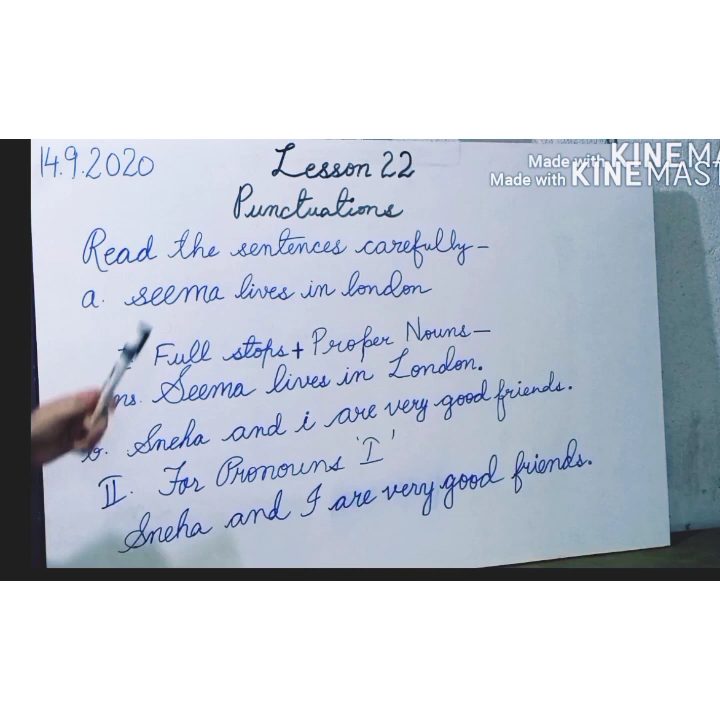 14.9.2020
Lesson 22
Made with KINEMA
Made with KINEMAS
Punctuations
Read the sentences carefully-
a. seema lives in london
Full stops + Proper Nouns-
ns. Seema lives in London.
b. Sneha and i are very good friends.
II. For Pronouns 'I'
Sneha and I are very good friends.